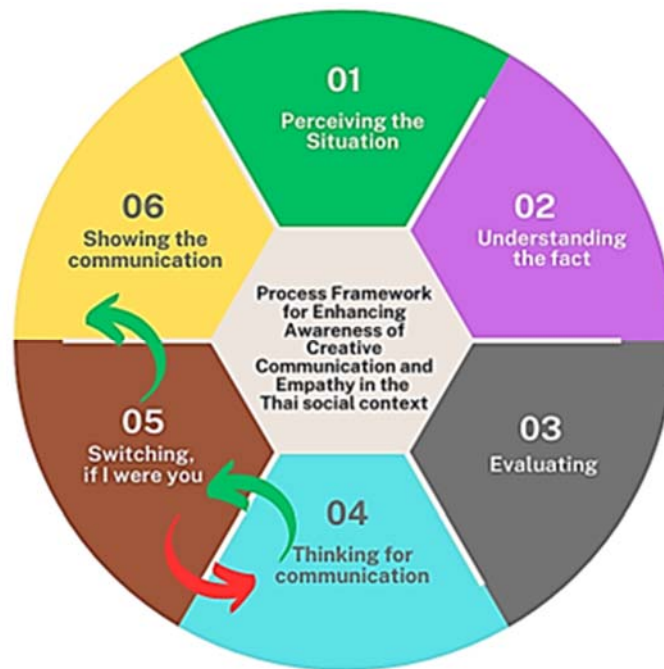 01
Perceiving the
Situation
02
Understanding
the fact
03
Evaluating
04
Thinking for
communication
05
Switching,
if I were you
06
Showing the
communication
Process Framework
for Enhancing
Awareness of
Creative
Communication and
Empathy in the
Thai social context